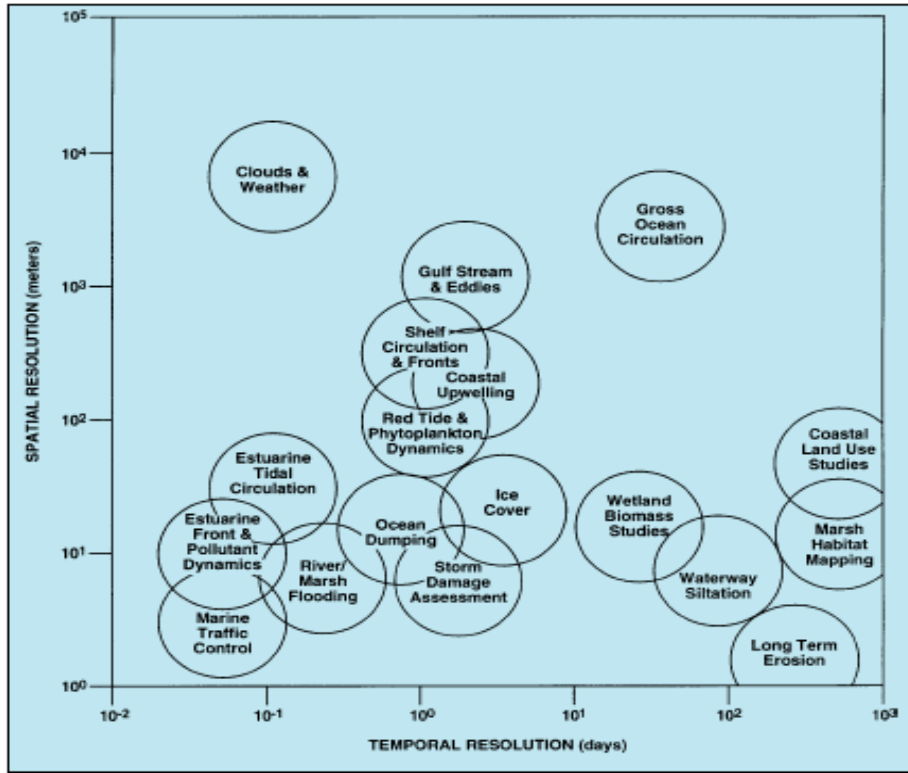 10⁵
10⁴
10³
10²
10¹
10⁰
SPATIAL RESOLUTION (meters)
Clouds &
Weather
Gross
Ocean
Circulation
Gulf Stream
& Eddies
Shelf
Circulation
& Fronts
Coastal
Upwelling
Red Tide &
Phytoplankton
Dynamics
Coastal
Land Use
Studies
Estuarine
Tidal
Circulation
Ice
Cover
Wetland
Biomass
Studies
Estuarine
Front &
Pollutant
Dynamics
Ocean
Dumping
Marsh
Habitat
Mapping
River/
Marsh
Flooding
Storm
Damage
Assessment
Waterway
Siltation
Marine
Traffic
Control
Long Term
Erosion
10⁻²
10⁻¹
10⁰
10¹
10²
10³
TEMPORAL RESOLUTION (days)